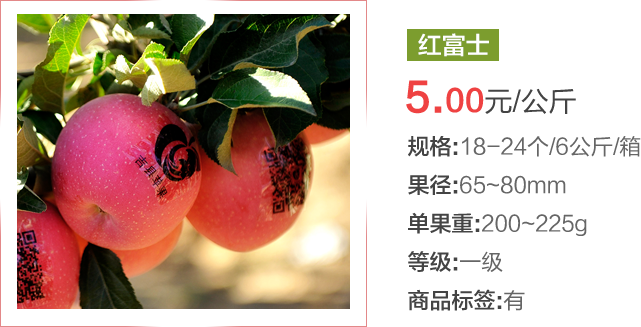 红富士
5.00元/公斤
规格:18-24个/6公斤/箱
果径:65~80mm
单果重:200~225g
等级:一级
商品标签:有